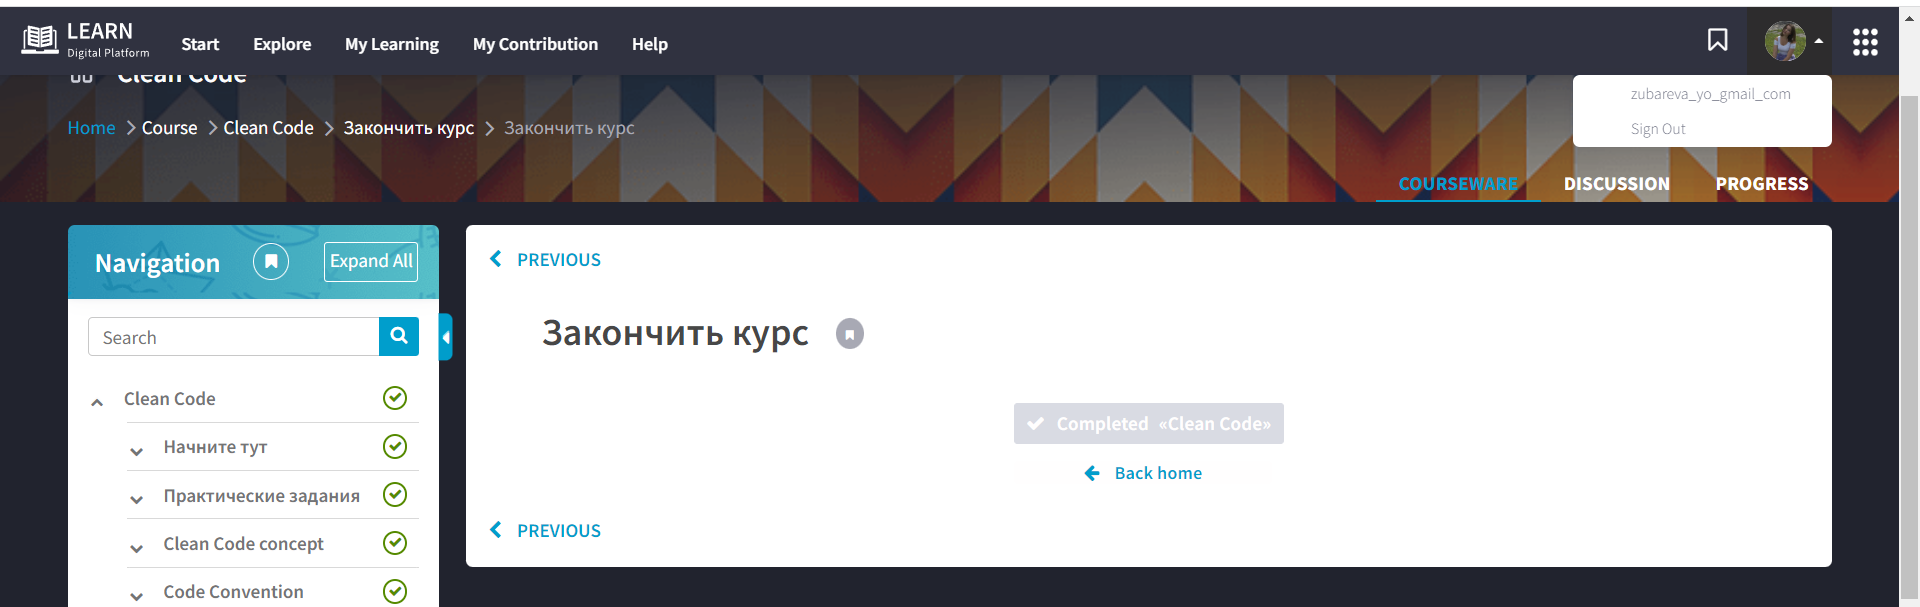 LEARN
Digital Platform
Start
Explore
My Learning
My Contribution
Help
Clean Code
zubareva_yo_gmail_com
Sign Out
Home > Course > Clean Code > Закончить курс > Закончить курс
COURSEWARE
DISCUSSION
PROGRESS
Navigation
Expand All
Search
Clean Code
Начните тут
Практические задания
Clean Code concept
Code Convention
PREVIOUS
Закончить курс
Completed «Clean Code»
Back home
PREVIOUS